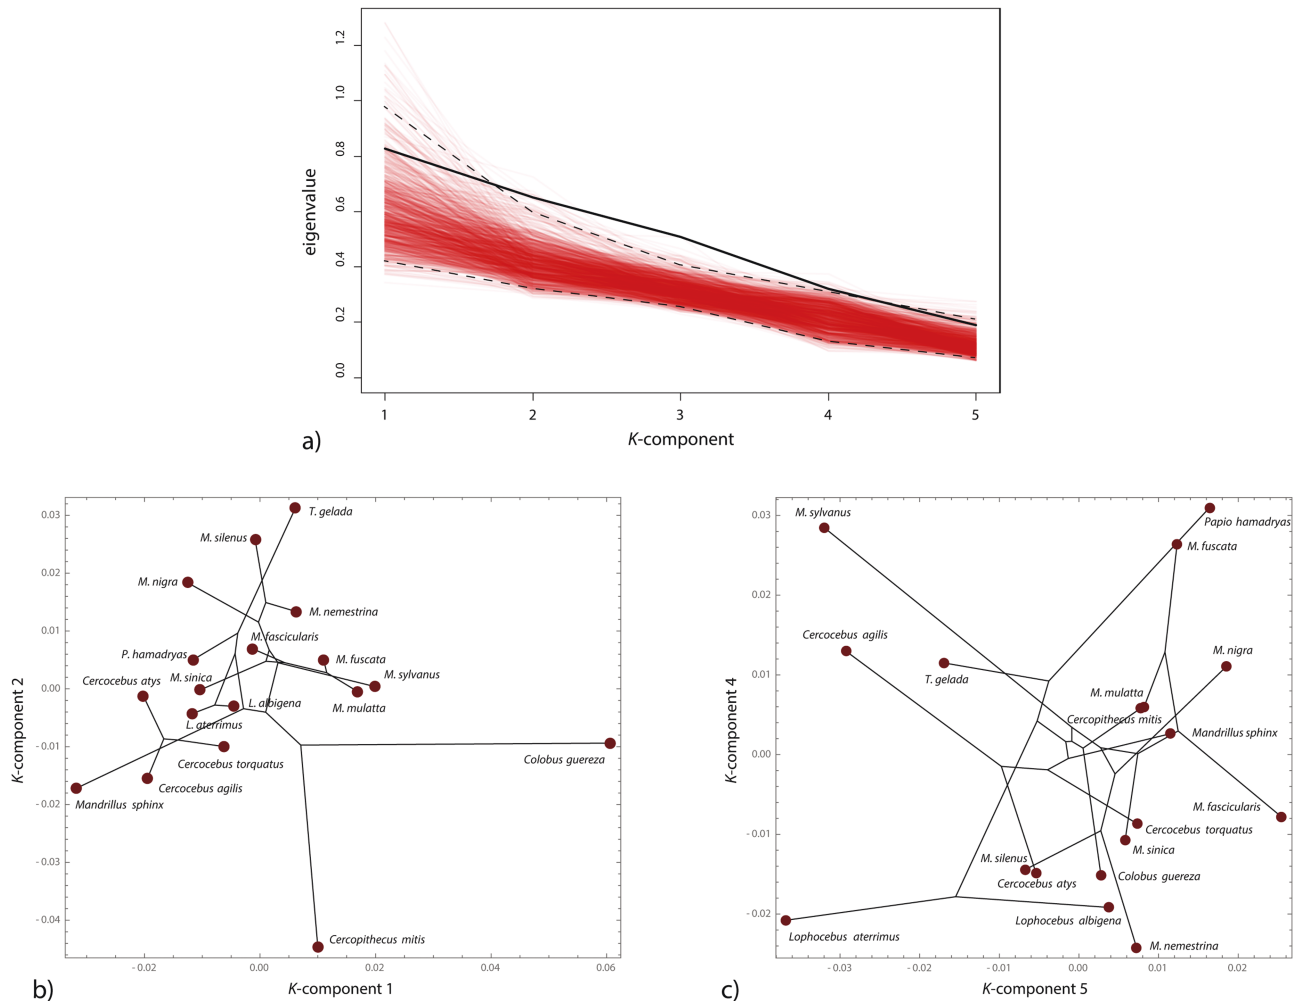 1.2
1.0
0.8
0.6
0.4
0.2
0.0
eigenvalue
1 2 3 4 5
K-component
a)
0.03
0.02
0.01
0.00
-0.01
-0.02
-0.03
-0.04
K-component 2
T. gelada
M. silenus
M. nigra
M. nemestrina
M. fascicularis
P. hamadryas
M. fuscata
M. sinica
M. sylvanus
Cercocebus atys
L. albigena
M. mulatta
L. aterrimus
Cercocebus torquatus
Colobus guereza
Cercocebus agilis
Mandrillus sphinx
Cercopithecus mitis
-0.02 0.00 0.02 0.04 0.06
K-component 1
b)
0.03
0.02
0.01
0.00
-0.01
-0.02
K-component 4
M. sylvanus
Papio hamadryas
M. fuscata
Cercocebus agilis
M. nigra
T. gelada
M. mulatta
Cercopithecus mitis
Mandrillus sphinx
M. fascicularis
Cercocebus torquatus
M. sinica
M. silenus
Colobus guereza
Cercocebus atys
Lophocebus albigena
Lophocebus aterrimus
M. nemestrina
-0.03 -0.02 -0.01 0.00 0.01 0.02
K-component 5
c)